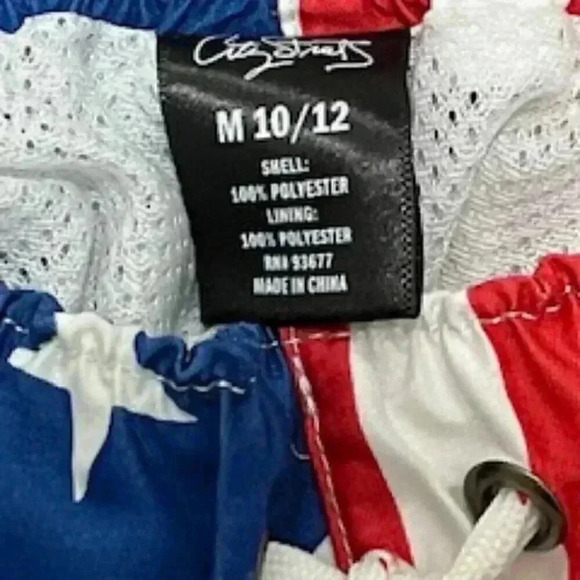 City Streets
M 10/12
SHELL:
100% POLYESTER
LINING:
100% POLYESTER
RN# 93677
MADE IN CHINA